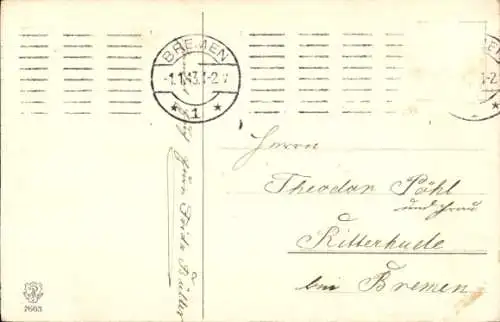 BREMEN
-1.1.13.1-2 V
* 1 *
Herrn
Theodor Pöhl
und Frau
Ritterhude
bei Bremen
2663